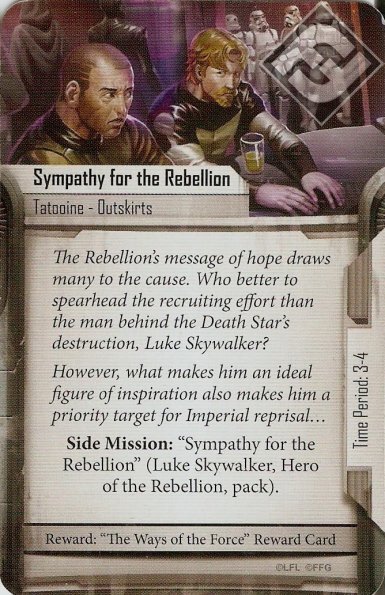 Sympathy for the Rebellion
Tatooine - Outskirts
The Rebellion's message of hope draws
many to the cause. Who better to
spearhead the recruiting effort than
the man behind the Death Star's
destruction, Luke Skywalker?
However, what makes him an ideal
figure of inspiration also makes him a
priority target for Imperial reprisal…
Side Mission: “Sympathy for the
Rebellion” (Luke Skywalker, Hero
of the Rebellion, pack).
Time Period: 3-4
Reward: “The Ways of the Force” Reward Card
©LFL ©FFG